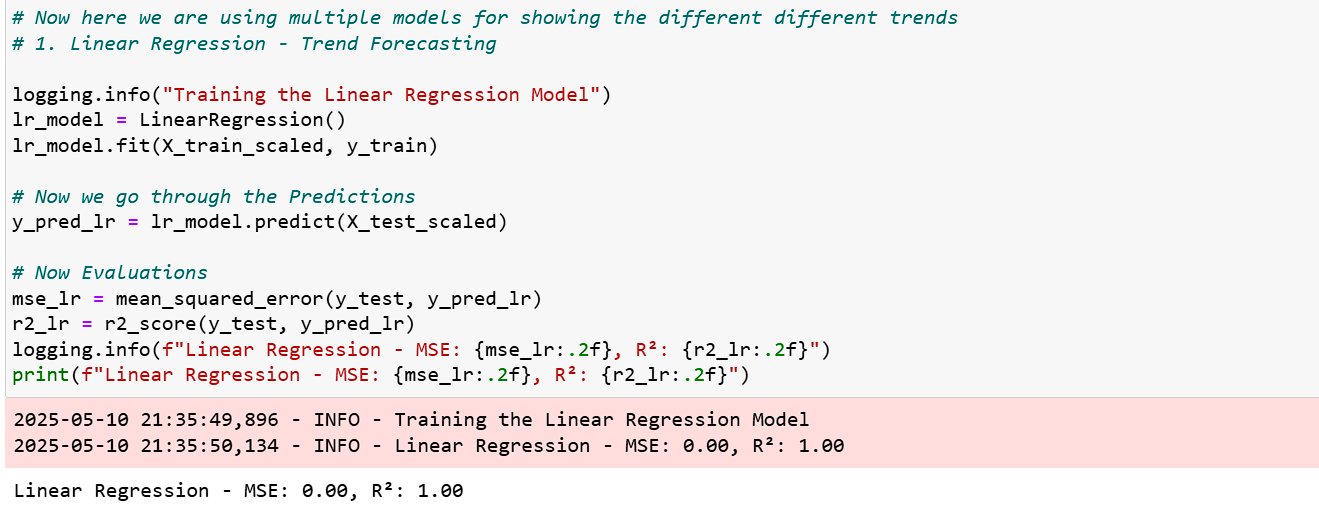 # Now here we are using multiple models for showing the different different trends
# 1. Linear Regression - Trend Forecasting
logging.info("Training the Linear Regression Model")
lr_model = LinearRegression()
lr_model.fit(X_train_scaled, y_train)
# Now we go through the Predictions
y_pred_lr = lr_model.predict(X_test_scaled)
# Now Evaluations
mse_lr = mean_squared_error(y_test, y_pred_lr)
r2_lr = r2_score(y_test, y_pred_lr)
logging.info(f"Linear Regression - MSE: {mse_lr:.2f}, R²: {r2_lr:.2f}")
print(f"Linear Regression - MSE: {mse_lr:.2f}, R²: {r2_lr:.2f}")
2025-05-10 21:35:49,896 - INFO - Training the Linear Regression Model
2025-05-10 21:35:50,134 - INFO - Linear Regression - MSE: 0.00, R²: 1.00
Linear Regression - MSE: 0.00, R²: 1.00